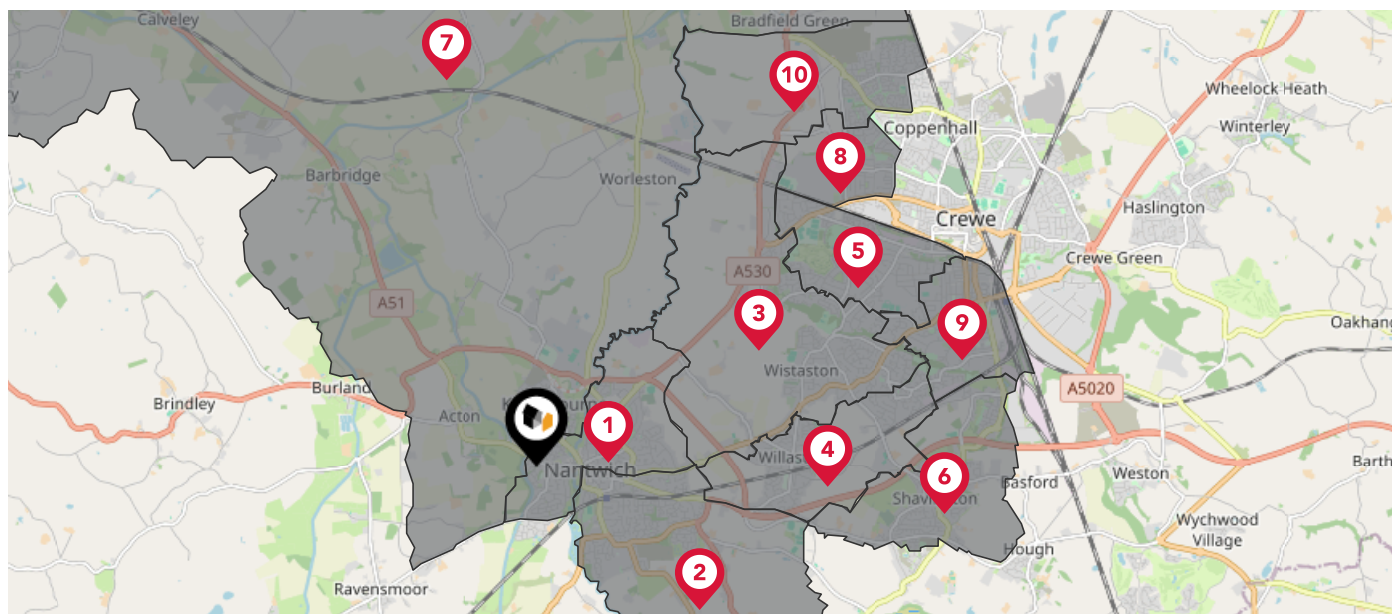 Calveley
Bradfield Green
7
10
Wheelock Heath
Coppenhall
Winterley
8
Barbridge
Worleston
Haslington
Crewe
5
Crewe Green
A530
A51
3
9
Oakhang
Wistaston
Burland
A5020
Brindley
Acton
1
4
Nantwich
Willas
6
Barth
Weston
Basford
Shav
Wychwood
Village
Hough
2
Ravensmoor